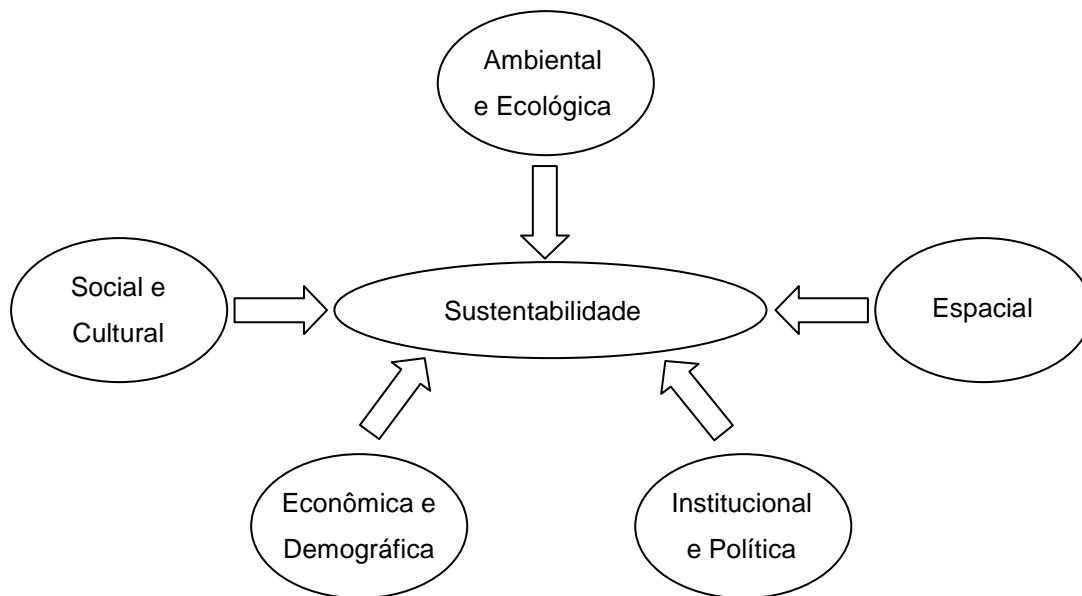 Ambiental
e Ecológica
Social e
Cultural
Sustentabilidade
Espacial
Econômica e
Demográfica
Institucional
e Política